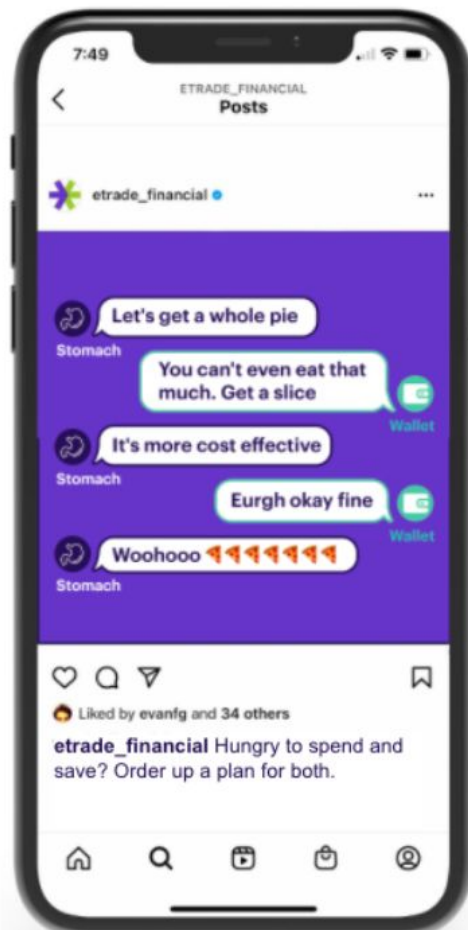 7:49
ETRADE_FINANCIAL
Posts
etrade_financial
Let's get a whole pie
Stomach
You can't even eat that
much. Get a slice
Wallet
It's more cost effective
Stomach
Eurgh okay fine
Wallet
Woohooo 🍕🍕🍕🍕🍕🍕🍕
Stomach
Liked by evanfg and 34 others
etrade_financial Hungry to spend and
save? Order up a plan for both.